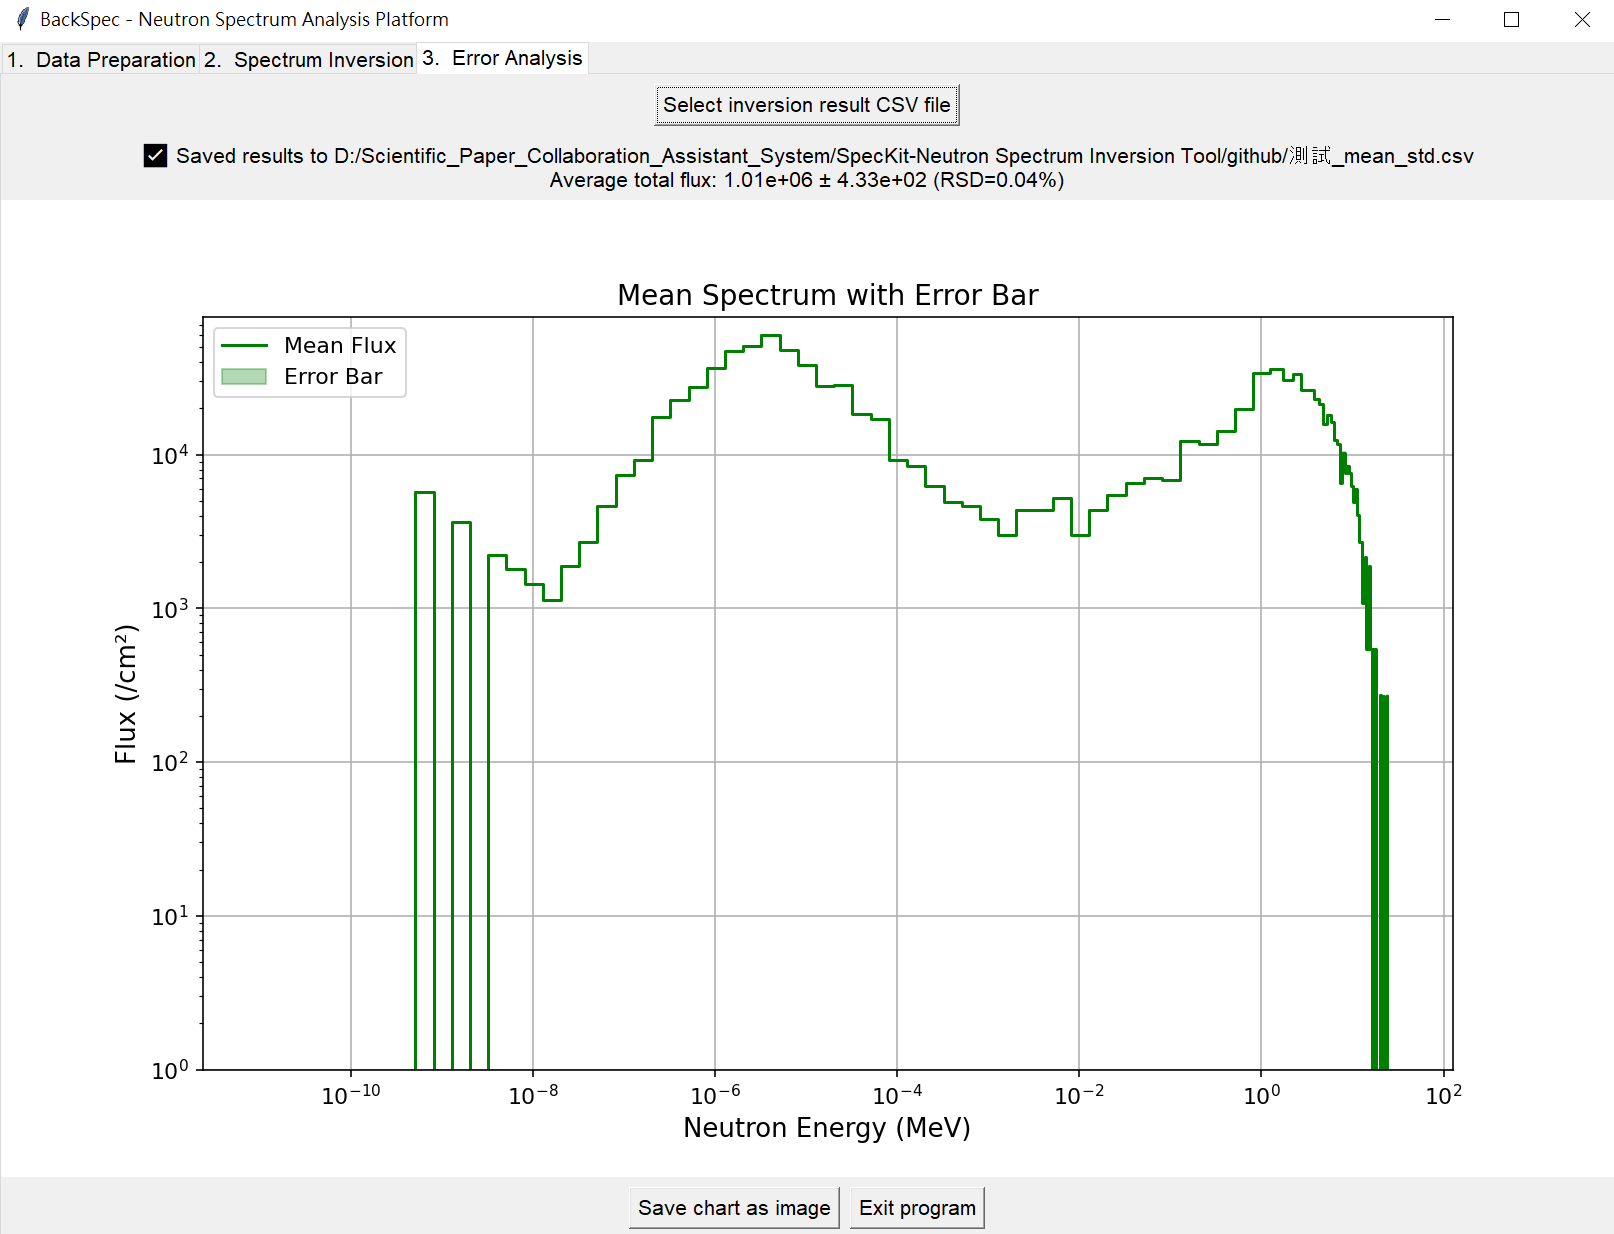 BackSpec - Neutron Spectrum Analysis Platform
1. Data Preparation 2. Spectrum Inversion 3. Error Analysis
Select inversion result CSV file
Saved results to D:/Scientific_Paper_Collaboration_Assistant_System/SpecKit-Neutron Spectrum Inversion Tool/github/測試_mean_std.csv
Average total flux: 1.01e+06 ± 4.33e+02 (RSD=0.04%)
Mean Spectrum with Error Bar
Mean Flux
Error Bar
Flux (/cm²)
10⁴
10³
10²
10¹
10⁰
10⁻¹⁰ 10⁻⁸ 10⁻⁶ 10⁻⁴ 10⁻² 10⁰ 10²
Neutron Energy (MeV)
Save chart as image Exit program